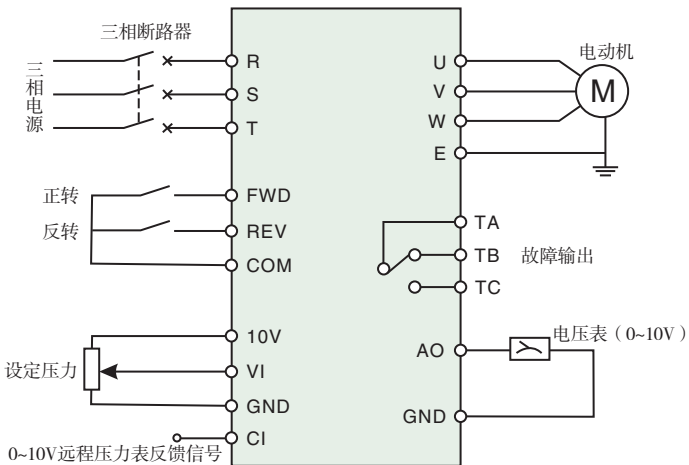 三相断路器
三相电源
R
S
T
正转
反转
FWD
REV
COM
设定压力
10V
VI
GND
CI
0~10V远程压力表反馈信号
U
V
W
E
电动机
M
TA
TB
TC
故障输出
AO
GND
电压表（0~10V）